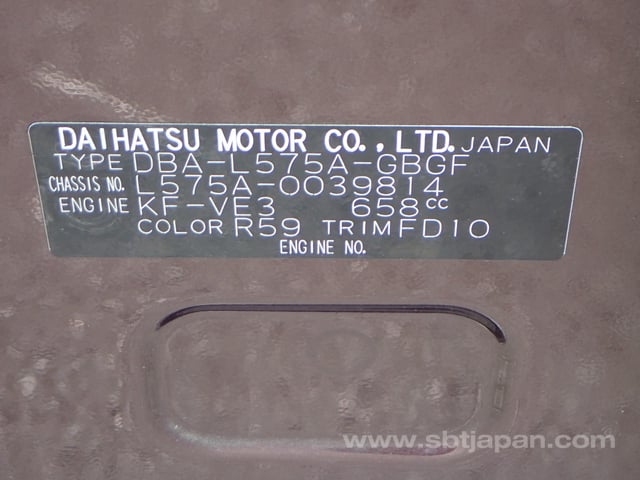 DAIHATSU MOTOR CO., LTD. JAPAN
TYPE DBA-L575A-GBGF
CHASSIS NO. L575A-0039814
ENGINE KF-VE3 658cc
COLOR R59 TRIM FD10
ENGINE NO.
www.sbtjapan.com